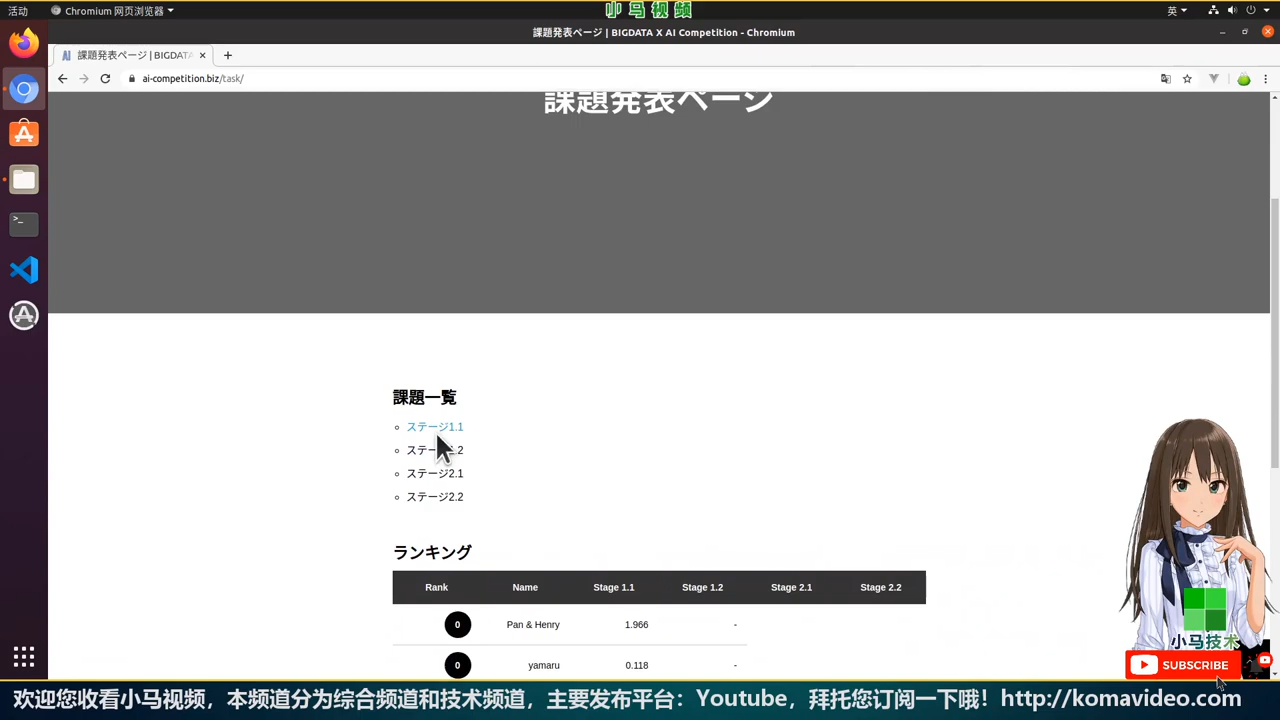 活动
Chromium 网页浏览器
小马视频
英
課題発表ページ | BIGDATA X AI Competition - Chromium
課題発表ページ | BIGDATA
ai-competition.biz/task/
課題発表ページ
課題一覧
ステージ1.1
ステージ1.2
ステージ2.1
ステージ2.2
ランキング
Rank Name Stage 1.1 Stage 1.2 Stage 2.1 Stage 2.2
0 Pan & Henry 1.966 -
0 yamaru 0.118 -
小马技术
SUBSCRIBE
欢迎您收看小马视频，本频道分为综合频道和技术频道，主要发布平台：Youtube，拜托您订阅一下哦！http://komavideo.com